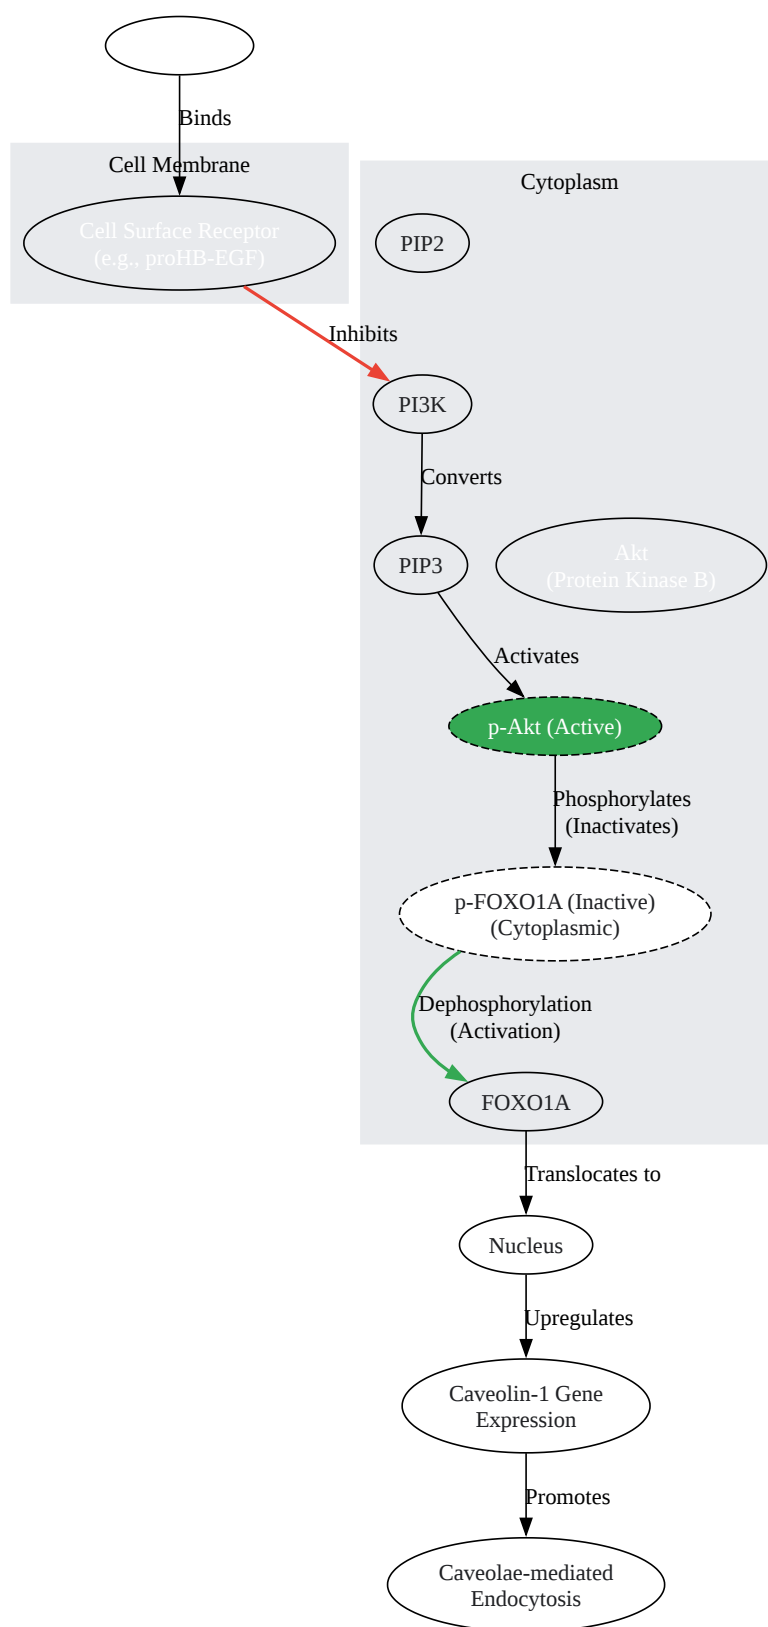 Binds
Cell Membrane
Cell Surface Receptor
(e.g., proHB-EGF)
Cytoplasm
PIP2
Inhibits
PI3K
Converts
PIP3
Akt
(Protein Kinase B)
Activates
p-Akt (Active)
Phosphorylates
(Inactivates)
p-FOXO1A (Inactive)
(Cytoplasmic)
Dephosphorylation
(Activation)
FOXO1A
Translocates to
Nucleus
Upregulates
Caveolin-1 Gene
Expression
Promotes
Caveolae-mediated
Endocytosis